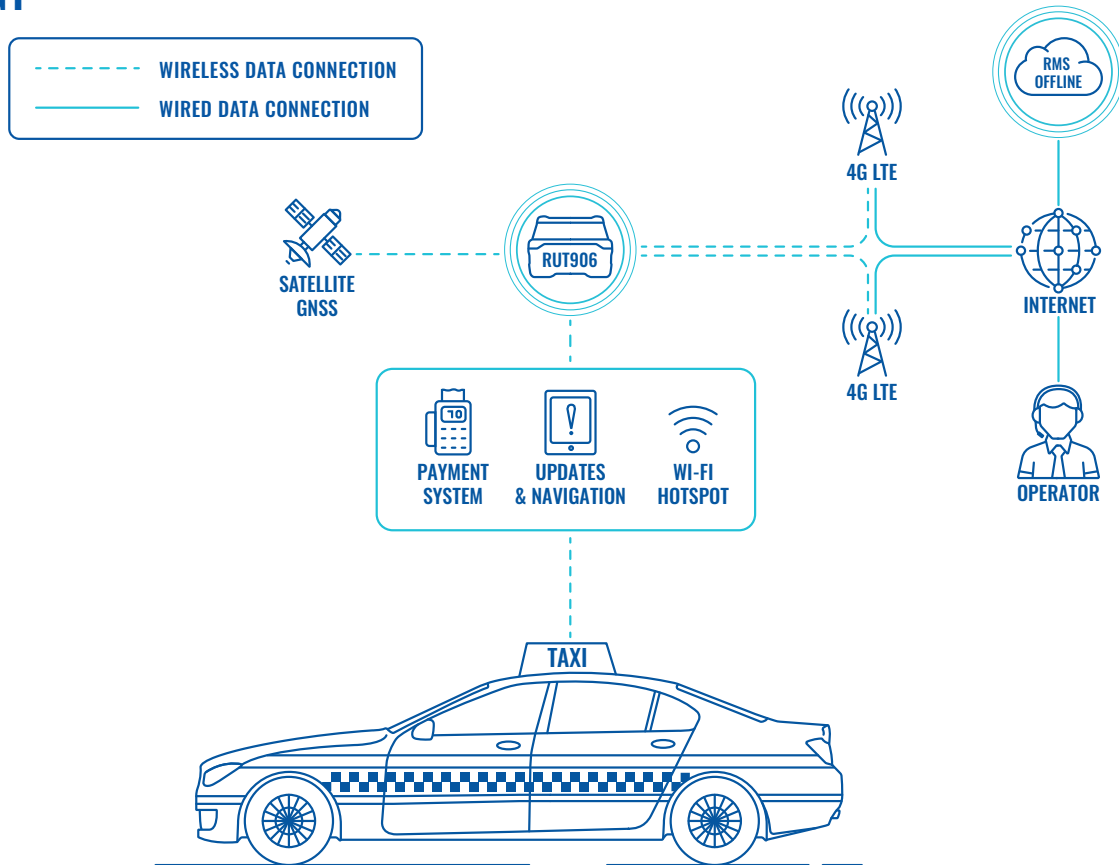 WIRELESS DATA CONNECTION
WIRED DATA CONNECTION
RMS
OFFLINE
4G LTE
RUT906
SATELLITE
GNSS
INTERNET
4G LTE
70
PAYMENT
SYSTEM
UPDATES
& NAVIGATION
WI-FI
HOTSPOT
OPERATOR
TAXI